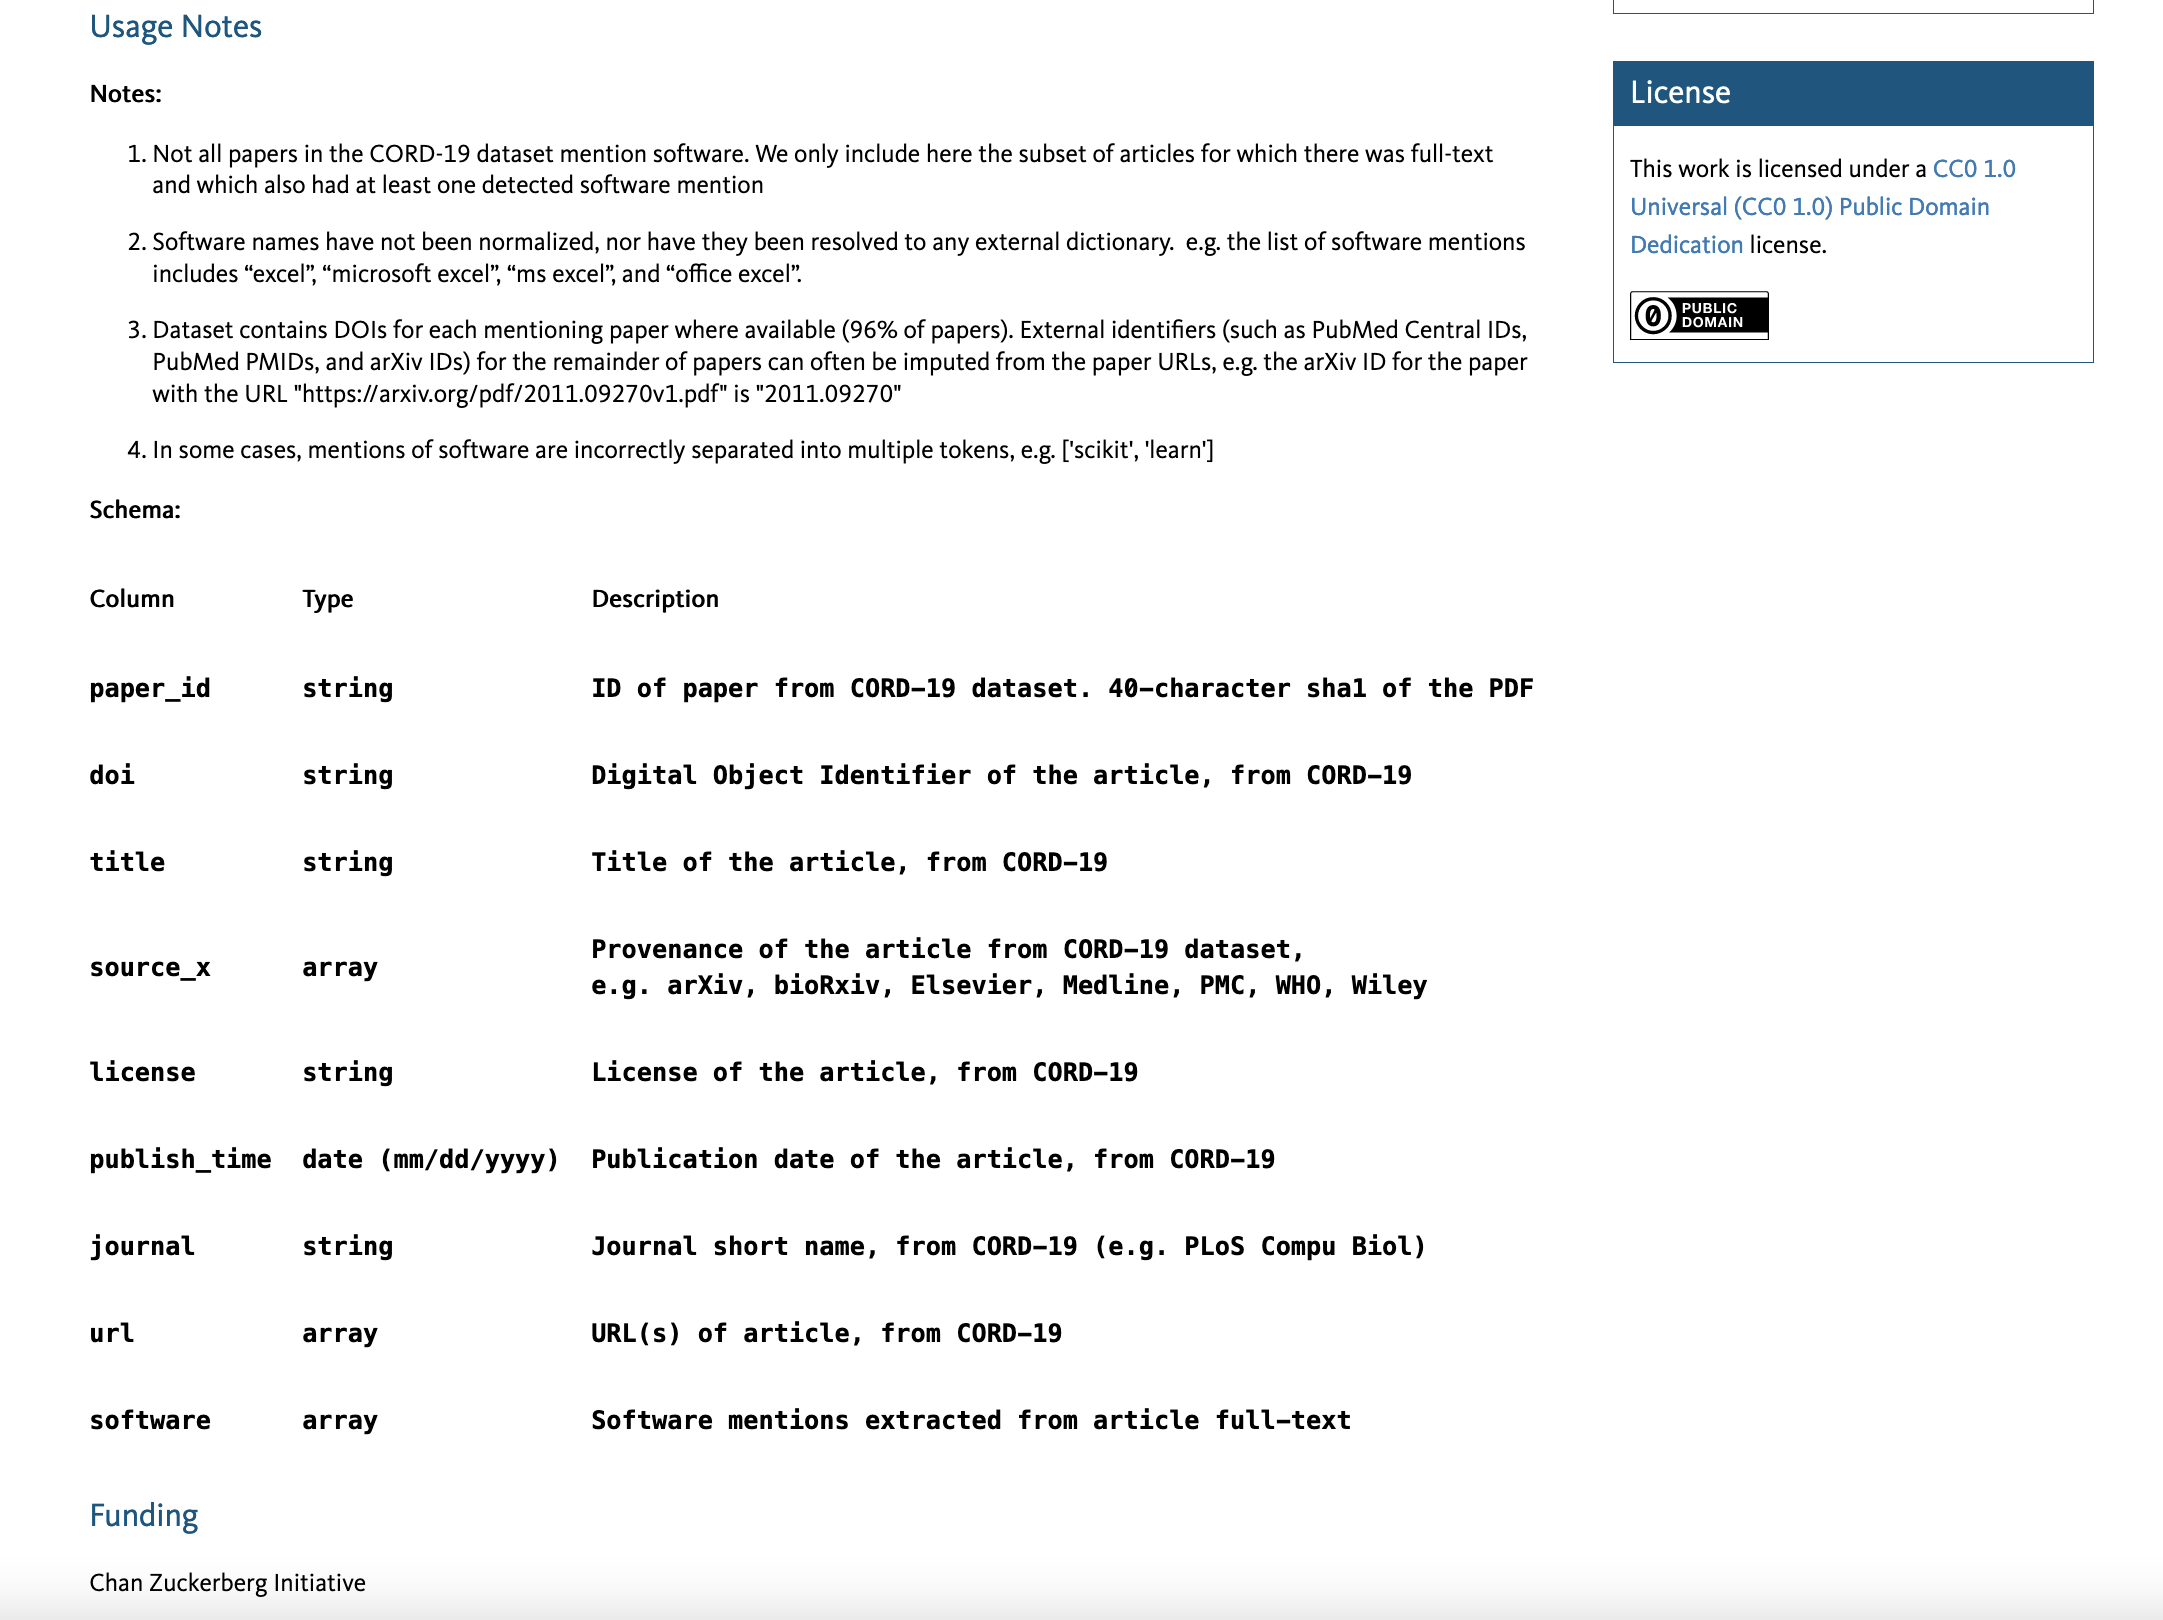 Usage Notes
Notes:
1. Not all papers in the CORD-19 dataset mention software. We only include here the subset of articles for which there was full-text
and which also had at least one detected software mention
2. Software names have not been normalized, nor have they been resolved to any external dictionary.  e.g. the list of software mentions
includes “excel”, “microsoft excel”, “ms excel”, and “office excel”.
3. Dataset contains DOIs for each mentioning paper where available (96% of papers). External identifiers (such as PubMed Central IDs,
PubMed PMIDs, and arXiv IDs) for the remainder of papers can often be imputed from the paper URLs, e.g. the arXiv ID for the paper
with the URL "https://arxiv.org/pdf/2011.09270v1.pdf" is "2011.09270"
4. In some cases, mentions of software are incorrectly separated into multiple tokens, e.g. ['scikit', 'learn']
Schema:
Column Type Description
paper_id string ID of paper from CORD-19 dataset. 40-character sha1 of the PDF
doi string Digital Object Identifier of the article, from CORD-19
title string Title of the article, from CORD-19
source_x array Provenance of the article from CORD-19 dataset,
e.g. arXiv, bioRxiv, Elsevier, Medline, PMC, WHO, Wiley
license string License of the article, from CORD-19
publish_time date (mm/dd/yyyy) Publication date of the article, from CORD-19
journal string Journal short name, from CORD-19 (e.g. PLoS Compu Biol)
url array URL(s) of article, from CORD-19
software array Software mentions extracted from article full-text
Funding
Chan Zuckerberg Initiative
License
This work is licensed under a CC0 1.0
Universal (CC0 1.0) Public Domain
Dedication license.
0 PUBLIC
DOMAIN